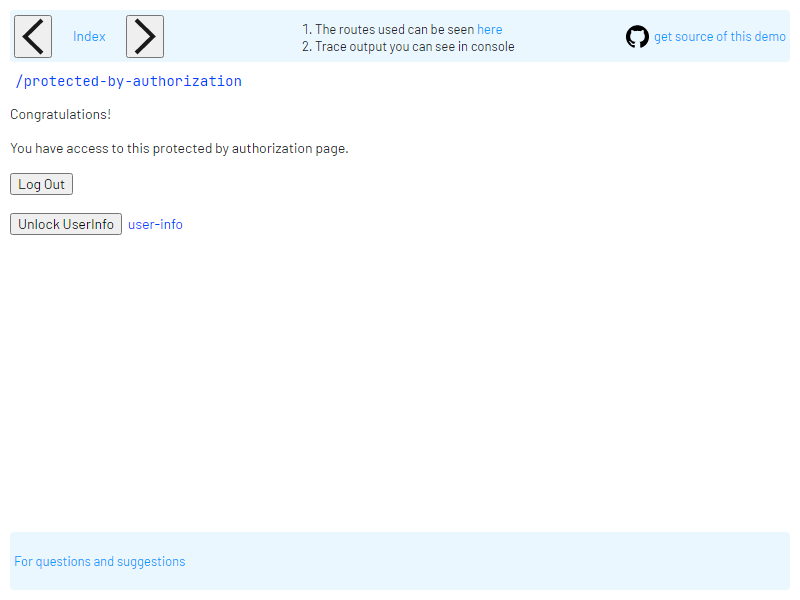 Index
1. The routes used can be seen here
2. Trace output you can see in console
get source of this demo
/protected-by-authorization
Congratulations!
You have access to this protected by authorization page.
Log Out
Unlock UserInfo user-info
For questions and suggestions